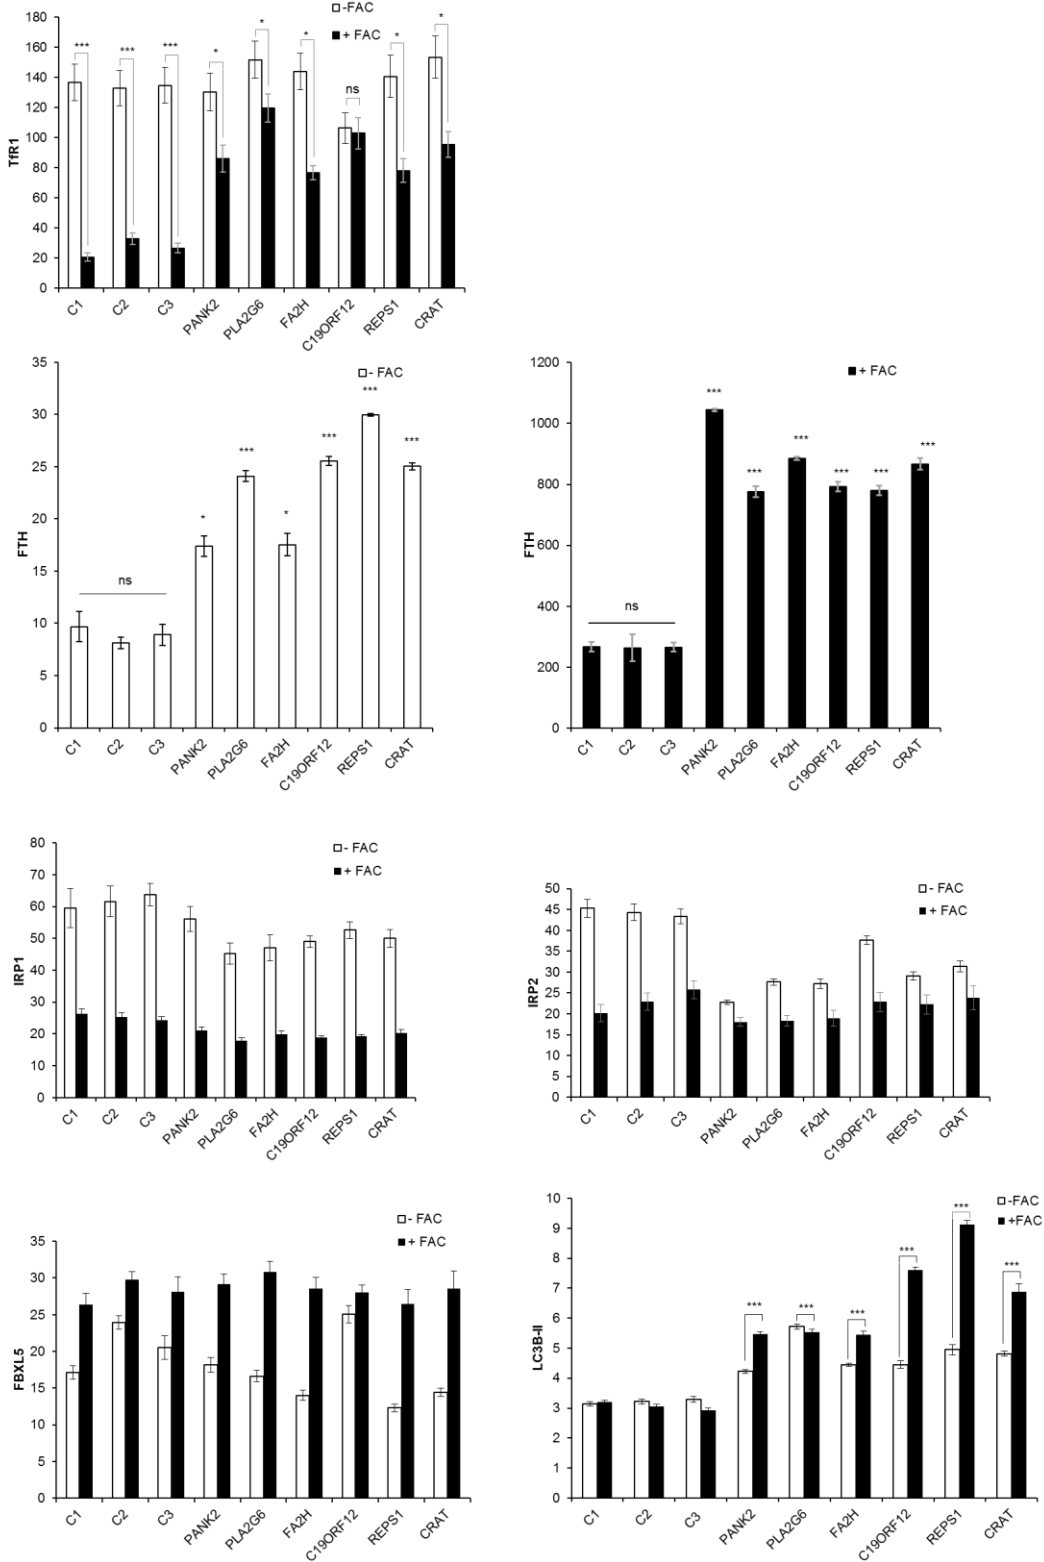 -FAC
+ FAC
TfR1
180
160
140
120
100
80
60
40
20
0
*** *** *** * * * ns * *
C1 C2 C3 PANK2 PLA2G6 FA2H C19ORF12 REPS1 CRAT
- FAC
FTH
35
30
25
20
15
10
5
0
ns * *** * *** *** ***
C1 C2 C3 PANK2 PLA2G6 FA2H C19ORF12 REPS1 CRAT
+ FAC
FTH
1200
1000
800
600
400
200
0
ns *** *** *** *** *** ***
C1 C2 C3 PANK2 PLA2G6 FA2H C19ORF12 REPS1 CRAT
- FAC
+ FAC
IRP1
80
70
60
50
40
30
20
10
0
C1 C2 C3 PANK2 PLA2G6 FA2H C19ORF12 REPS1 CRAT
- FAC
+ FAC
IRP2
50
45
40
35
30
25
20
15
10
5
0
C1 C2 C3 PANK2 PLA2G6 FA2H C19ORF12 REPS1 CRAT
- FAC
+ FAC
FBXL5
35
30
25
20
15
10
5
0
C1 C2 C3 PANK2 PLA2G6 FA2H C19ORF12 REPS1 CRAT
-FAC
+FAC
LC3B-II
10
9
8
7
6
5
4
3
2
1
0
*** *** *** *** *** ***
C1 C2 C3 PANK2 PLA2G6 FA2H C19ORF12 REPS1 CRAT